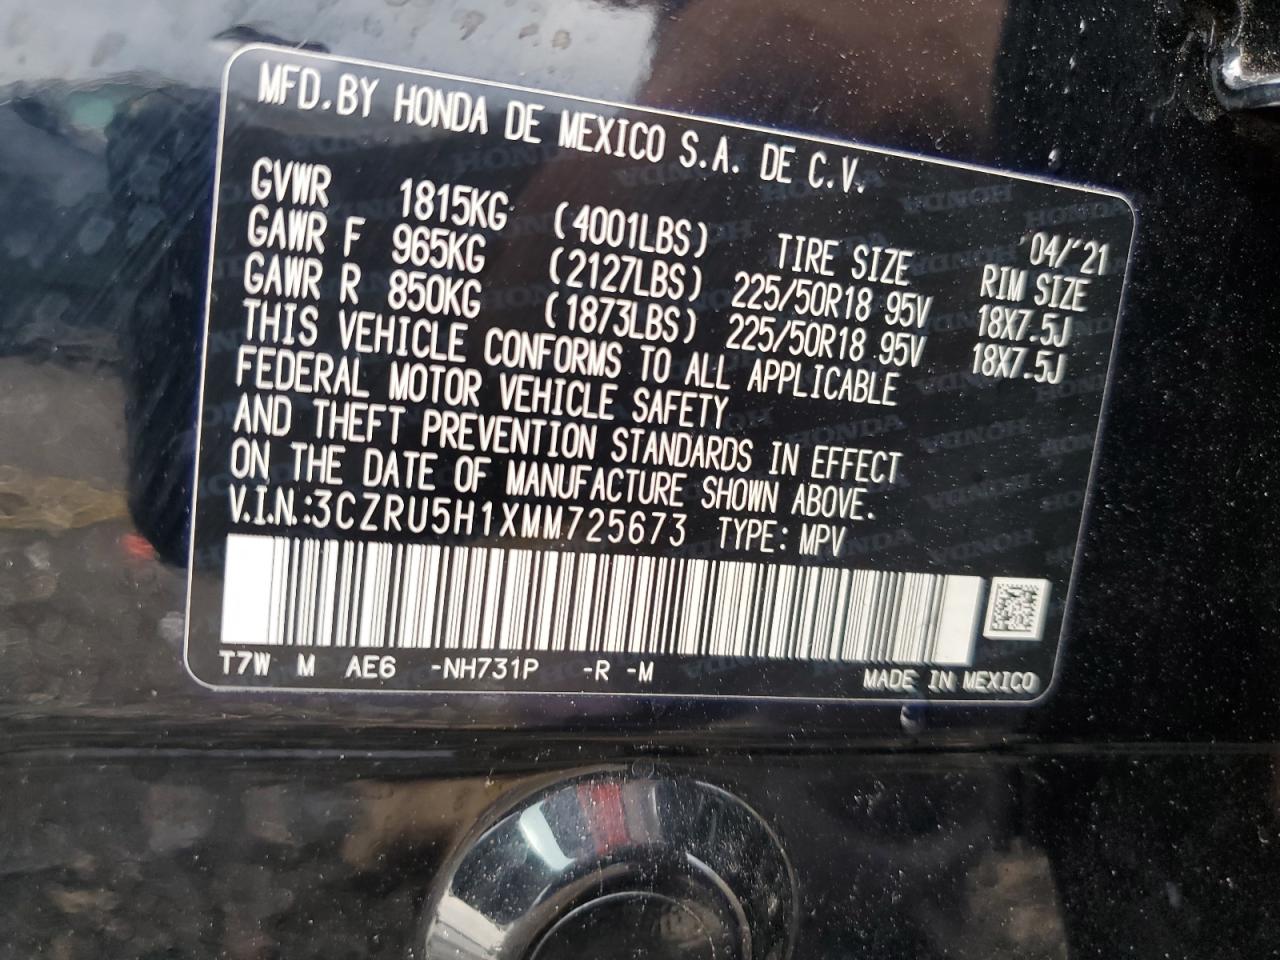 MFD.BY HONDA DE MEXICO S.A. DE C.V.
04/'21
GVWR 1815KG (4001LBS) TIRE SIZE RIM SIZE
GAWR F 965KG (2127LBS) 225/50R18 95V 18X7.5J
GAWR R 850KG (1873LBS) 225/50R18 95V 18X7.5J
THIS VEHICLE CONFORMS TO ALL APPLICABLE
FEDERAL MOTOR VEHICLE SAFETY
AND THEFT PREVENTION STANDARDS IN EFFECT
ON THE DATE OF MANUFACTURE SHOWN ABOVE.
V.I.N.:3CZRU5H1XMM725673 TYPE: MPV
T7W M AE6 -NH731P -R -M MADE IN MEXICO